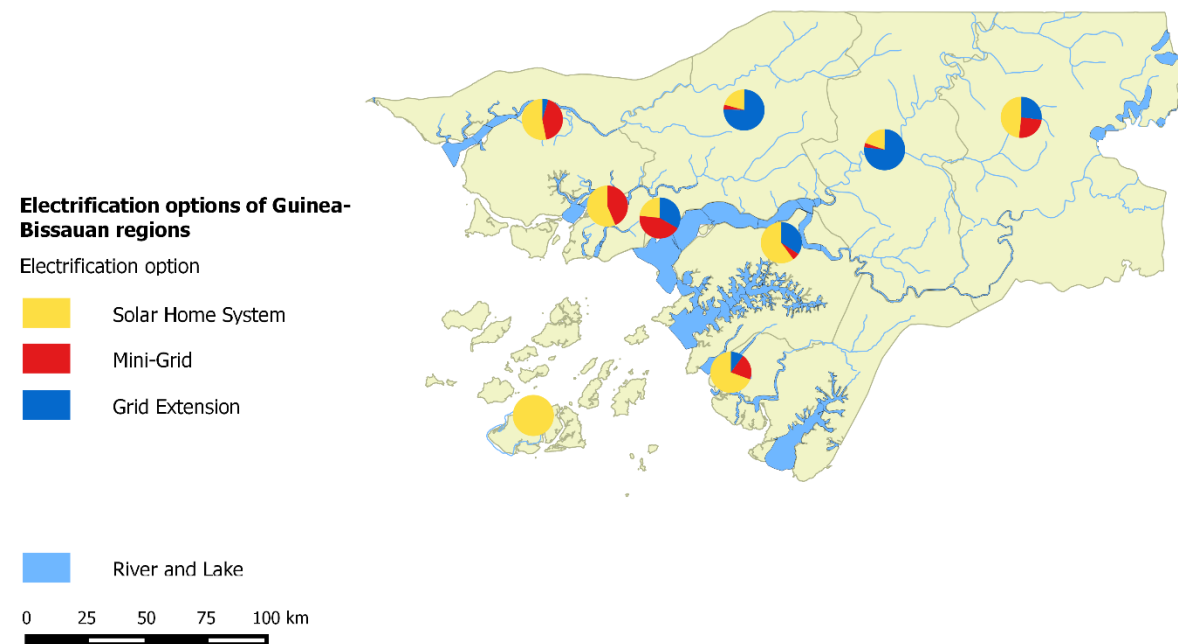 Electrification options of Guinea-
Bissauan regions
Electrification option
Solar Home System
Mini-Grid
Grid Extension
River and Lake
0 25 50 75 100 km